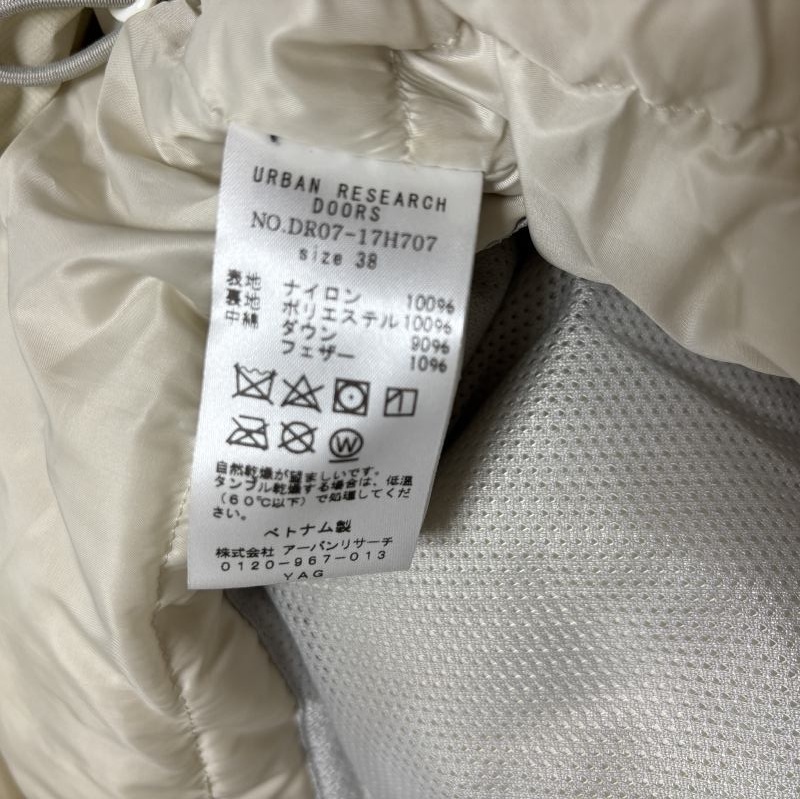 URBAN RESEARCH
DOORS
NO.DR07-17H707
size 38
表地 ナイロン 100%
裏地 ポリエステル 100%
中綿 ダウン 90%
フェザー 10%
W
自然乾燥が望ましいです。
タンブル乾燥する場合は、低温
(60℃以下)で処理してくだ
さい。
ベトナム製
株式会社 アーバンリサーチ
0120-967-013
YAG